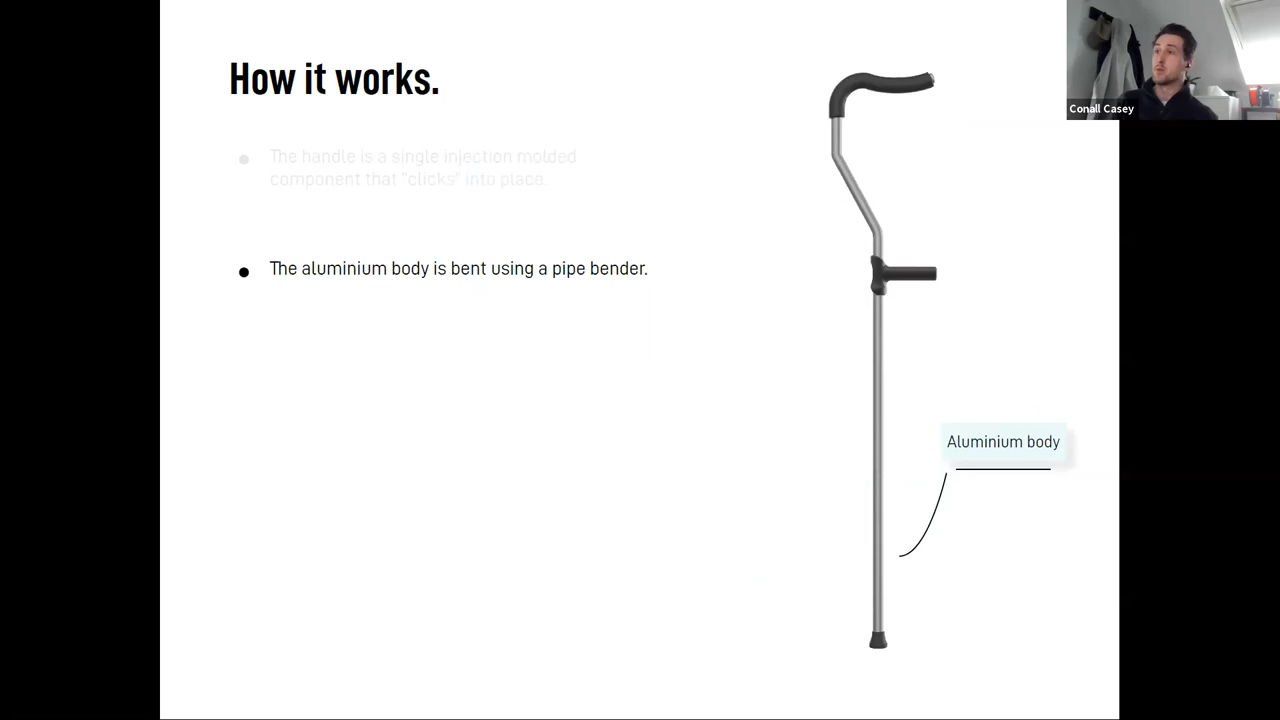 How it works.
Conall Casey
The handle is a single injection molded
component that "clicks" into place.
The aluminium body is bent using a pipe bender.
Aluminium body